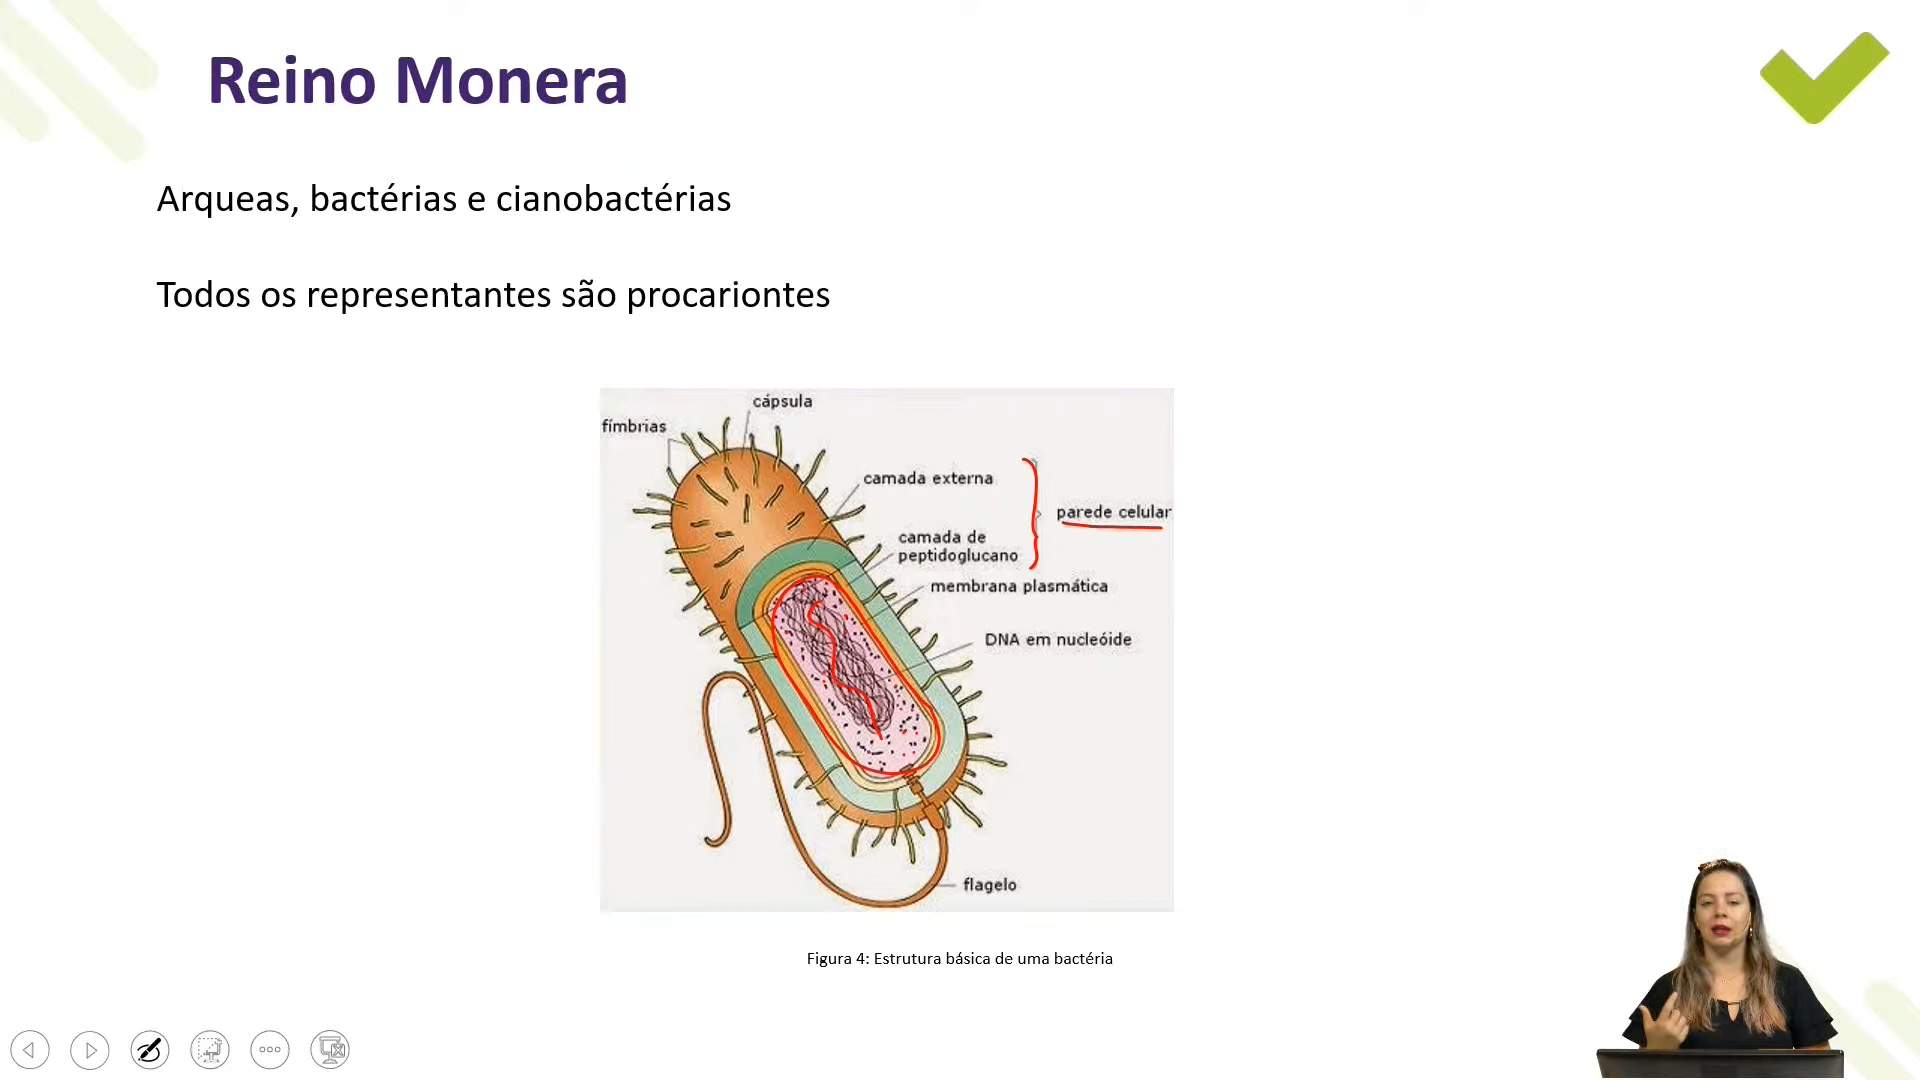 Reino Monera
Arqueas, bactérias e cianobactérias
Todos os representantes são procariontes
cápsula
fímbrias
camada externa
parede celular
camada de
peptidoglucano
membrana plasmática
DNA em nucleóide
flagelo
Figura 4: Estrutura básica de uma bactéria